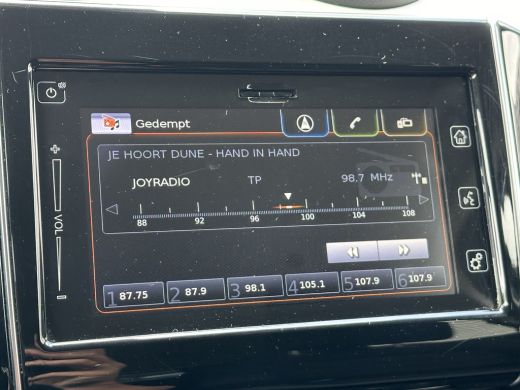 Gedempt
JE HOORT DUNE - HAND IN HAND
JOYRADIO TP 98.7 MHz
88 92 96 100 104 108
+
VOL
-
1 87.75 2 87.9 3 98.1 4 105.1 5 107.9 6 107.9